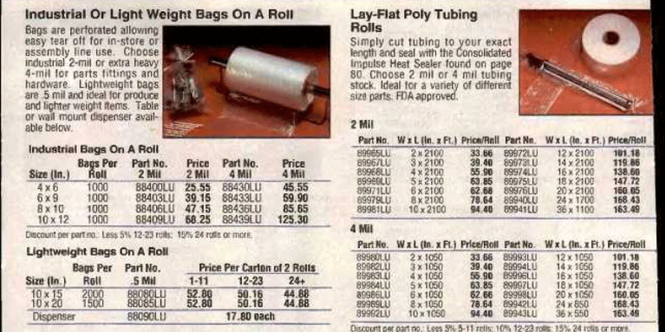 Industrial Or Light Weight Bags On A Roll
Bags are perforated allowing
easy tear off for in-store or
assembly line use. Choose
industrial 2-mil or extra heavy
4-mil for parts fittings and
hardware. Lightweight bags
are .5 mil and ideal for produce
and lighter weight items. Table
or wall mount dispenser avail-
able below.
Industrial Bags On A Roll
Bags Per Part No. Price Part No. Price
Size (In.) Roll 2 Mil 2 Mil 4 Mil 4 Mil
4 x 6 1000 88400LU 25.55 88430LU 45.55
6 x 9 1000 88403LU 39.15 88433LU 59.90
8 x 10 1000 88406LU 47.15 88436LU 85.65
10 x 12 1000 88409LU 68.25 88439LU 125.30
Discount per part no.: Less 5% 12-23 rolls; 15% 24 rolls or more.
Lightweight Bags On A Roll
Bags Per Part No. Price Per Carton of 2 Rolls
Size (In.) Roll .5 Mil 1-11 12-23 24+
10 x 15 2000 88080LU 52.80 50.16 44.88
10 x 20 1500 88085LU 52.80 50.16 44.88
Dispenser 88090LU 17.80 each
Lay-Flat Poly Tubing
Rolls
Simply cut tubing to your exact
length and seal with the Consolidated
Impulse Heat Sealer found on page
80. Choose 2 mil or 4 mil tubing
stock. Ideal for a variety of different
size parts. FDA approved.
2 Mil
Part No. W x L (In. x Ft.) Price/Roll Part No. W x L (In. x Ft.) Price/Roll
89965LU 2 x 2100 33.66 89972LU 12 x 2100 101.18
89967LU 3 x 2100 39.40 89973LU 14 x 2100 119.86
89968LU 4 x 2100 55.90 89974LU 16 x 2100 138.60
89969LU 5 x 2100 63.85 89975LU 18 x 2100 147.72
89971LU 6 x 2100 62.68 89976LU 20 x 2100 160.05
89979LU 8 x 2100 78.64 89940LU 24 x 1700 168.43
89981LU 10 x 2100 94.40 89941LU 36 x 1100 163.49
4 Mil
Part No. W x L (In. x Ft.) Price/Roll Part No. W x L (In. x Ft.) Price/Roll
89980LU 2 x 1050 33.66 89993LU 12 x 1050 101.18
89982LU 3 x 1050 39.40 89994LU 14 x 1050 119.86
89983LU 4 x 1050 55.90 89996LU 16 x 1050 138.60
89984LU 5 x 1050 63.85 89997LU 18 x 1050 147.72
89986LU 6 x 1050 62.66 89998LU 20 x 1050 160.05
89989LU 8 x 1050 78.64 89942LU 24 x 850 168.43
89992LU 10 x 1050 94.40 89943LU 36 x 550 163.49
Discount per part no.: Less 5% 5-11 rolls; 10% 12-23 rolls; 15% 24 rolls or more.